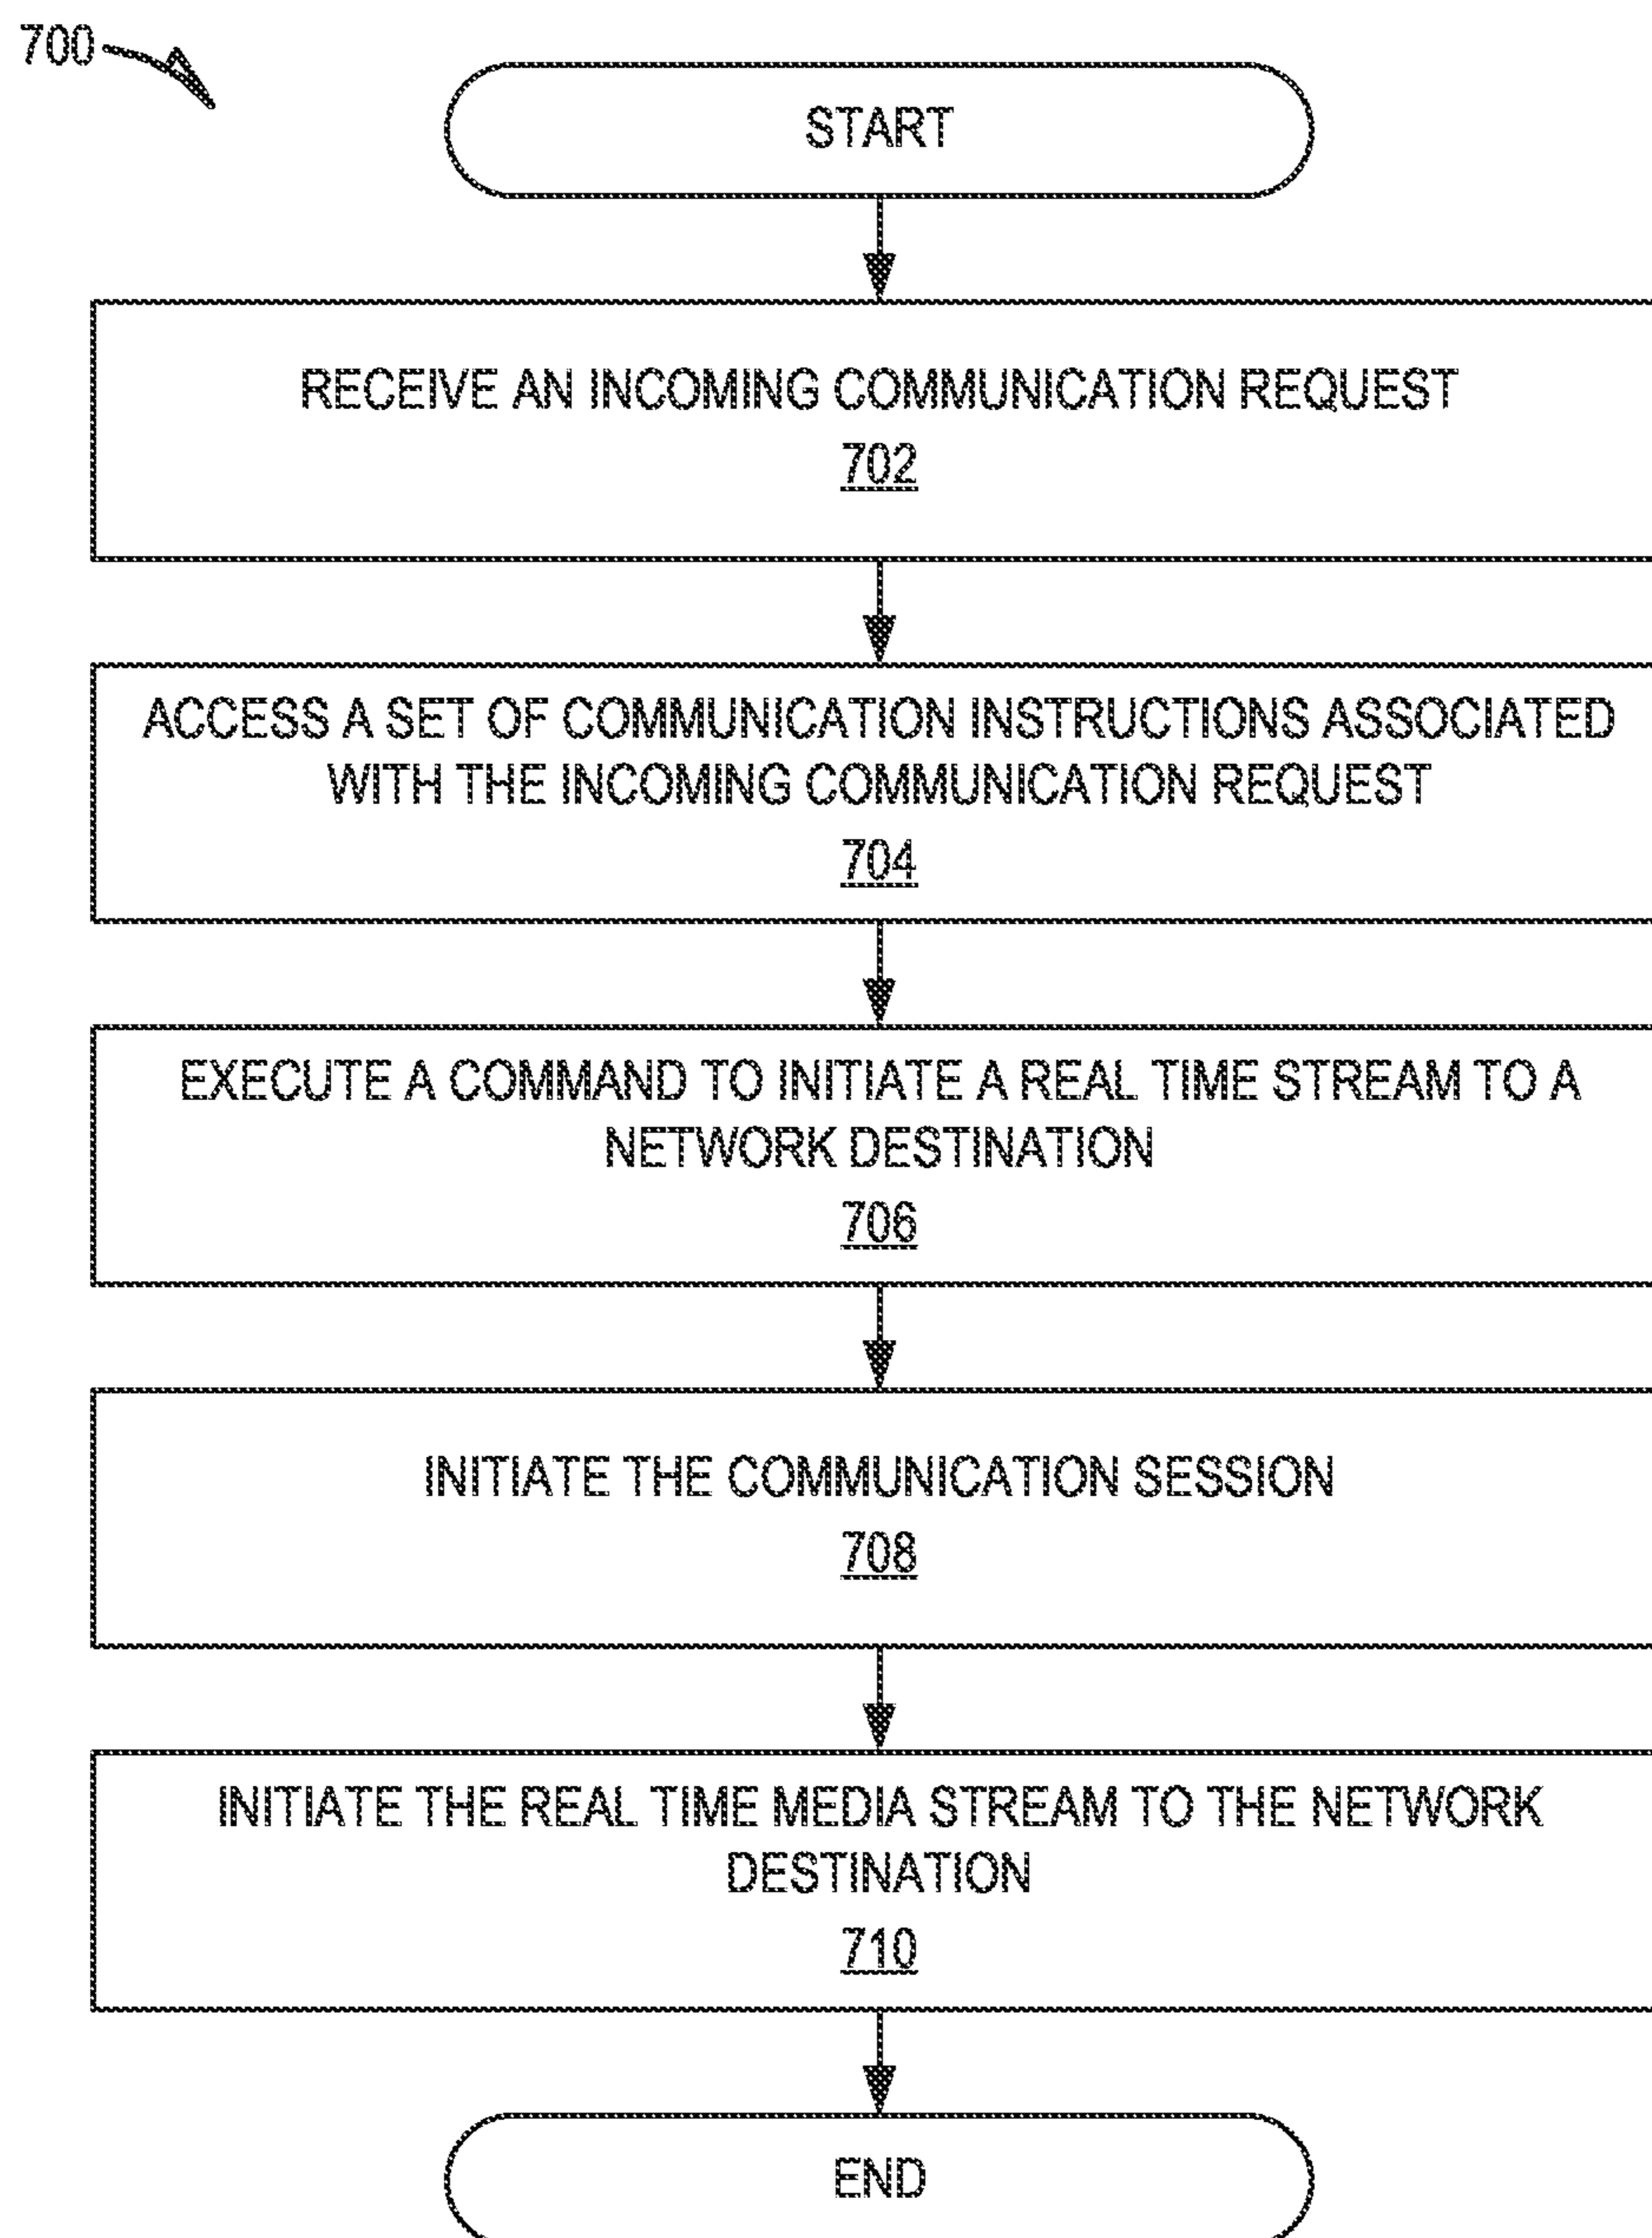 700
START
RECEIVE AN INCOMING COMMUNICATION REQUEST
702
ACCESS A SET OF COMMUNICATION INSTRUCTIONS ASSOCIATED
WITH THE INCOMING COMMUNICATION REQUEST
704
EXECUTE A COMMAND TO INITIATE A REAL TIME STREAM TO A
NETWORK DESTINATION
706
INITIATE THE COMMUNICATION SESSION
708
INITIATE THE REAL TIME MEDIA STREAM TO THE NETWORK
DESTINATION
710
END